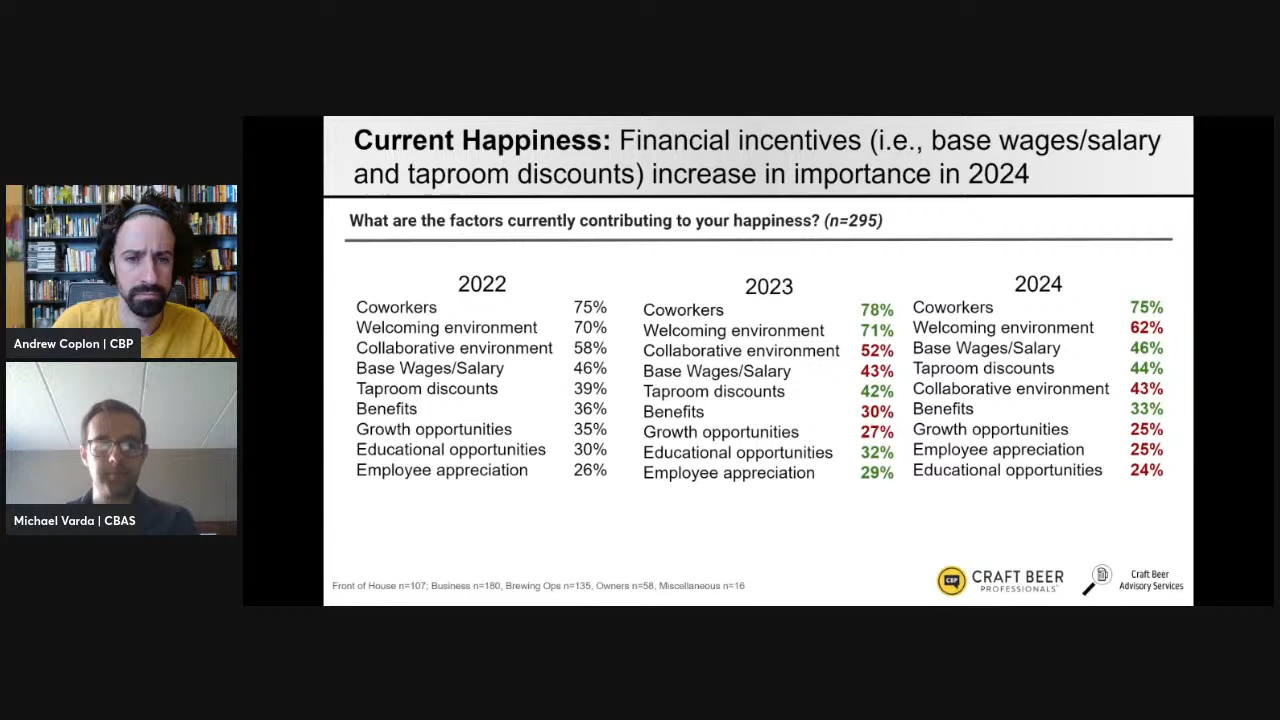 Current Happiness: Financial incentives (i.e., base wages/salary
and taproom discounts) increase in importance in 2024
What are the factors currently contributing to your happiness? (n=295)
2022
Coworkers 75%
Welcoming environment 70%
Collaborative environment 58%
Base Wages/Salary 46%
Taproom discounts 39%
Benefits 36%
Growth opportunities 35%
Educational opportunities 30%
Employee appreciation 26%
2023
Coworkers 78%
Welcoming environment 71%
Collaborative environment 52%
Base Wages/Salary 43%
Taproom discounts 42%
Benefits 30%
Growth opportunities 27%
Educational opportunities 32%
Employee appreciation 29%
2024
Coworkers 75%
Welcoming environment 62%
Base Wages/Salary 46%
Taproom discounts 44%
Collaborative environment 43%
Benefits 33%
Growth opportunities 25%
Employee appreciation 25%
Educational opportunities 24%
Front of House n=107; Business n=180, Brewing Ops n=135, Owners n=58, Miscellaneous n=16
CBP
CRAFT BEER
PROFESSIONALS
Craft Beer
Advisory Services
Andrew Coplon | CBP
Michael Varda | CBAS